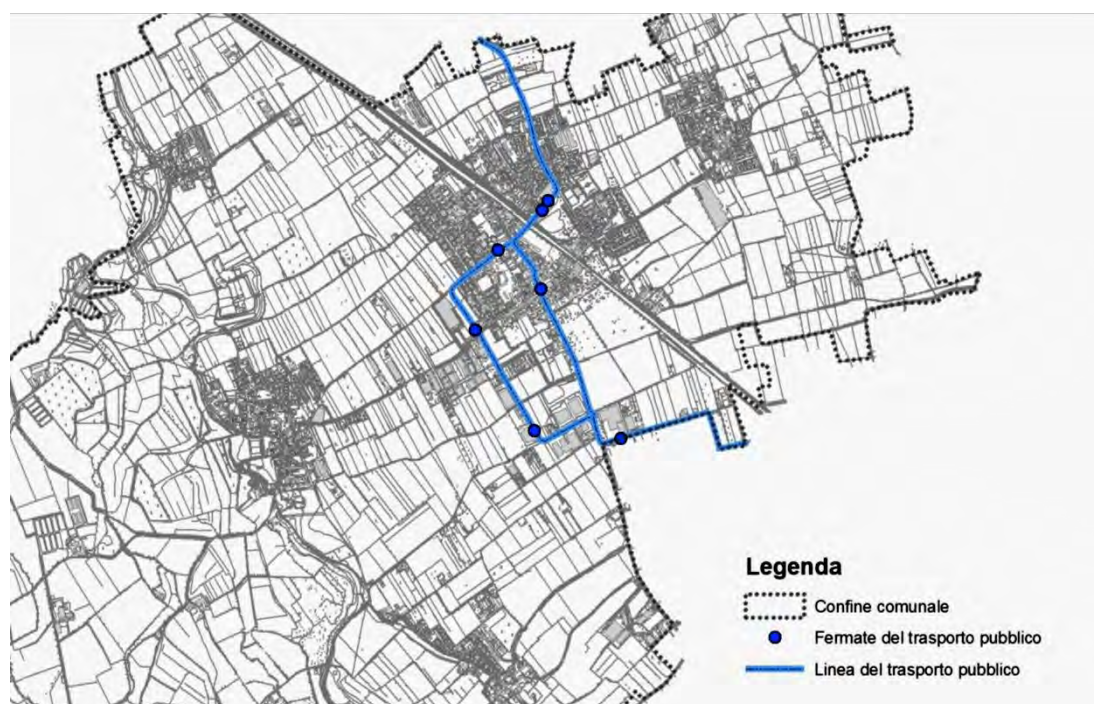 Legenda
Confine comunale
Fermate del trasporto pubblico
Linea del trasporto pubblico